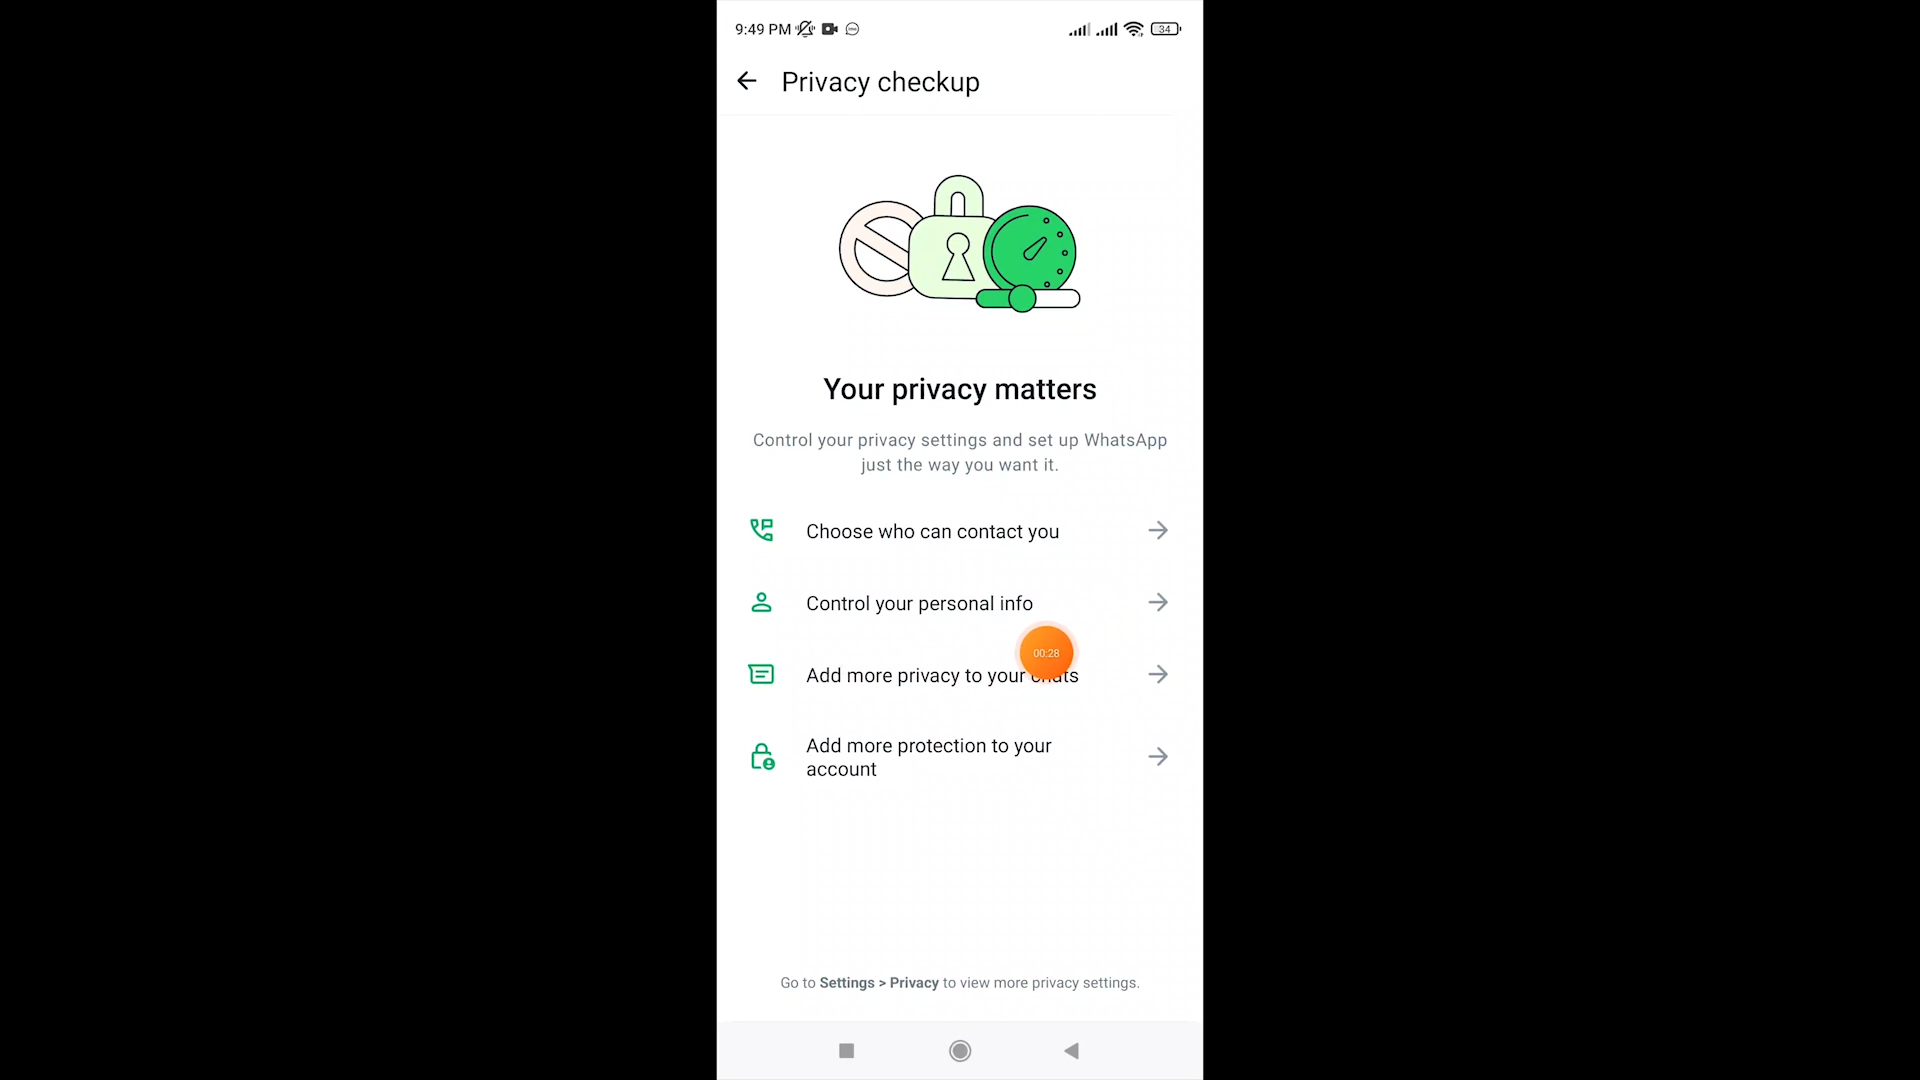 9:49 PM
34
Privacy checkup
Your privacy matters
Control your privacy settings and set up WhatsApp
just the way you want it.
Choose who can contact you
Control your personal info
00:28
Add more privacy to your chats
Add more protection to your
account
Go to Settings > Privacy to view more privacy settings.